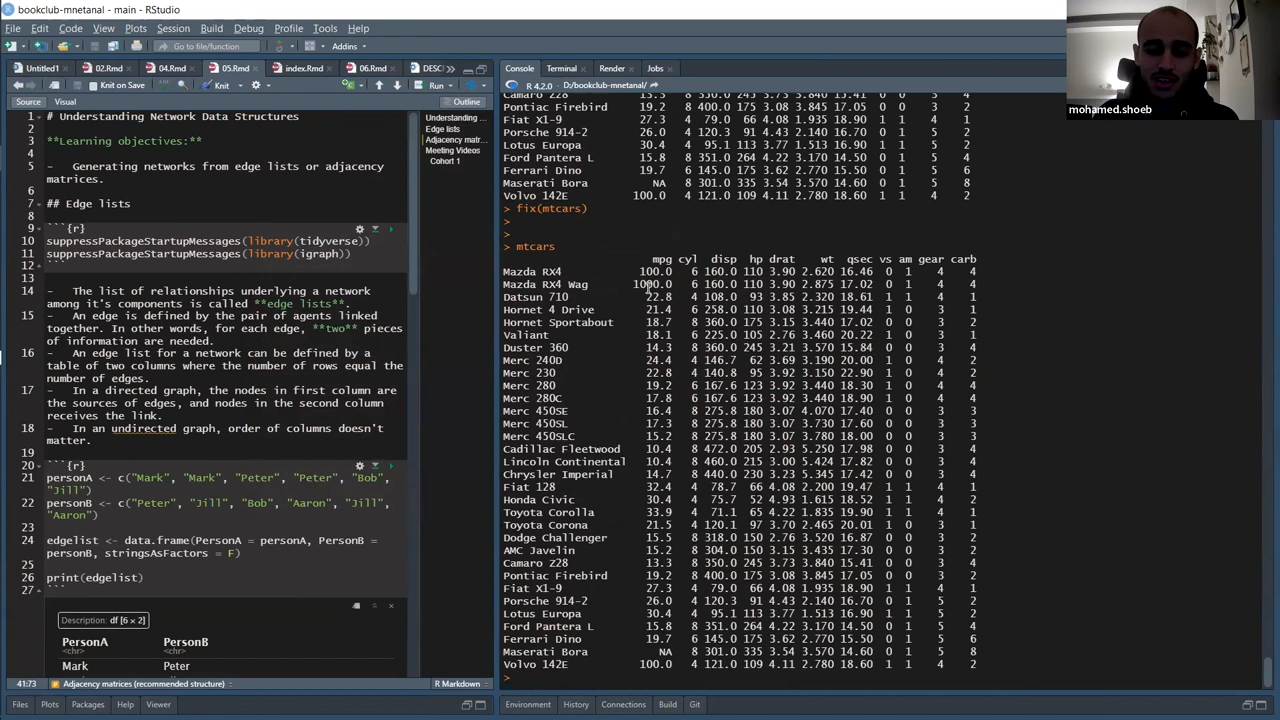 bookclub-mnetanal - main - RStudio
File Edit Code View Plots Session Build Debug Profile Tools Help
Go to file/function Addins
Untitled1 02.Rmd 04.Rmd 05.Rmd index.Rmd 06.Rmd DESC
Knit on Save Knit Run
Source Visual Outline
1 # Understanding Network Data Structures
2
3 **Learning objectives:**
4
5 - Generating networks from edge lists or adjacency
matrices.
6
7 ## Edge lists
8
9 ```{r}
10 suppressPackageStartupMessages(library(tidyverse))
11 suppressPackageStartupMessages(library(igraph))
12 ```
13
14 - The list of relationships underlying a network
among it's components is called **edge lists**.
15 - An edge is defined by the pair of agents linked
together. In other words, for each edge, **two** pieces
of information are needed.
16 - An edge list for a network can be defined by a
table of two columns where the number of rows equal the
number of edges.
17 - In a directed graph, the nodes in first column are
the sources of edges, and nodes in the second column
receives the link.
18 - In an undirected graph, order of columns doesn't
matter.
19
20 ```{r}
21 personA <- c("Mark", "Mark", "Peter", "Peter", "Bob",
"Jill")
22 personB <- c("Peter", "Jill", "Bob", "Aaron", "Jill",
"Aaron")
23
24 edgelist <- data.frame(PersonA = personA, PersonB =
personB, stringsAsFactors = F)
25
26 print(edgelist)
27 ```
Description: df [6 × 2]
PersonA PersonB
<chr> <chr>
Mark Peter
41:73 Adjacency matrices (recommended structure) R Markdown
Files Plots Packages Help Viewer
Understanding ...
Edge lists
Adjacency matr...
Meeting Videos
Cohort 1
Console Terminal Render Jobs
R 4.2.0 · D:/bookclub-mnetanal/
Camaro Z28 13.3 8 350.0 245 3.73 3.840 15.41 0 0 3 4
Pontiac Firebird 19.2 8 400.0 175 3.08 3.845 17.05 0 0 3 2
Fiat X1-9 27.3 4 79.0 66 4.08 1.935 18.90 1 1 4 1
Porsche 914-2 26.0 4 120.3 91 4.43 2.140 16.70 0 1 5 2
Lotus Europa 30.4 4 95.1 113 3.77 1.513 16.90 1 1 5 2
Ford Pantera L 15.8 8 351.0 264 4.22 3.170 14.50 0 1 5 4
Ferrari Dino 19.7 6 145.0 175 3.62 2.770 15.50 0 1 5 6
Maserati Bora NA 8 301.0 335 3.54 3.570 14.60 0 1 5 8
Volvo 142E 100.0 4 121.0 109 4.11 2.780 18.60 1 1 4 2
> fix(mtcars)
>
>
> mtcars
mpg cyl disp hp drat wt qsec vs am gear carb
Mazda RX4 100.0 6 160.0 110 3.90 2.620 16.46 0 1 4 4
Mazda RX4 Wag 1000.0 6 160.0 110 3.90 2.875 17.02 0 1 4 4
Datsun 710 22.8 4 108.0 93 3.85 2.320 18.61 1 1 4 1
Hornet 4 Drive 21.4 6 258.0 110 3.08 3.215 19.44 1 0 3 1
Hornet Sportabout 18.7 8 360.0 175 3.15 3.440 17.02 0 0 3 2
Valiant 18.1 6 225.0 105 2.76 3.460 20.22 1 0 3 1
Duster 360 14.3 8 360.0 245 3.21 3.570 15.84 0 0 3 4
Merc 240D 24.4 4 146.7 62 3.69 3.190 20.00 1 0 4 2
Merc 230 22.8 4 140.8 95 3.92 3.150 22.90 1 0 4 2
Merc 280 19.2 6 167.6 123 3.92 3.440 18.30 1 0 4 4
Merc 280C 17.8 6 167.6 123 3.92 3.440 18.90 1 0 4 4
Merc 450SE 16.4 8 275.8 180 3.07 4.070 17.40 0 0 3 3
Merc 450SL 17.3 8 275.8 180 3.07 3.730 17.60 0 0 3 3
Merc 450SLC 15.2 8 275.8 180 3.07 3.780 18.00 0 0 3 3
Cadillac Fleetwood 10.4 8 472.0 205 2.93 5.250 17.98 0 0 3 4
Lincoln Continental 10.4 8 460.0 215 3.00 5.424 17.82 0 0 3 4
Chrysler Imperial 14.7 8 440.0 230 3.23 5.345 17.42 0 0 3 4
Fiat 128 32.4 4 78.7 66 4.08 2.200 19.47 1 1 4 1
Honda Civic 30.4 4 75.7 52 4.93 1.615 18.52 1 1 4 2
Toyota Corolla 33.9 4 71.1 65 4.22 1.835 19.90 1 1 4 1
Toyota Corona 21.5 4 120.1 97 3.70 2.465 20.01 1 0 3 1
Dodge Challenger 15.5 8 318.0 150 2.76 3.520 16.87 0 0 3 2
AMC Javelin 15.2 8 304.0 150 3.15 3.435 17.30 0 0 3 2
Camaro Z28 13.3 8 350.0 245 3.73 3.840 15.41 0 0 3 4
Pontiac Firebird 19.2 8 400.0 175 3.08 3.845 17.05 0 0 3 2
Fiat X1-9 27.3 4 79.0 66 4.08 1.935 18.90 1 1 4 1
Porsche 914-2 26.0 4 120.3 91 4.43 2.140 16.70 0 1 5 2
Lotus Europa 30.4 4 95.1 113 3.77 1.513 16.90 1 1 5 2
Ford Pantera L 15.8 8 351.0 264 4.22 3.170 14.50 0 1 5 4
Ferrari Dino 19.7 6 145.0 175 3.62 2.770 15.50 0 1 5 6
Maserati Bora NA 8 301.0 335 3.54 3.570 14.60 0 1 5 8
Volvo 142E 100.0 4 121.0 109 4.11 2.780 18.60 1 1 4 2
>
Environment History Connections Build Git
mohamed.shoeb